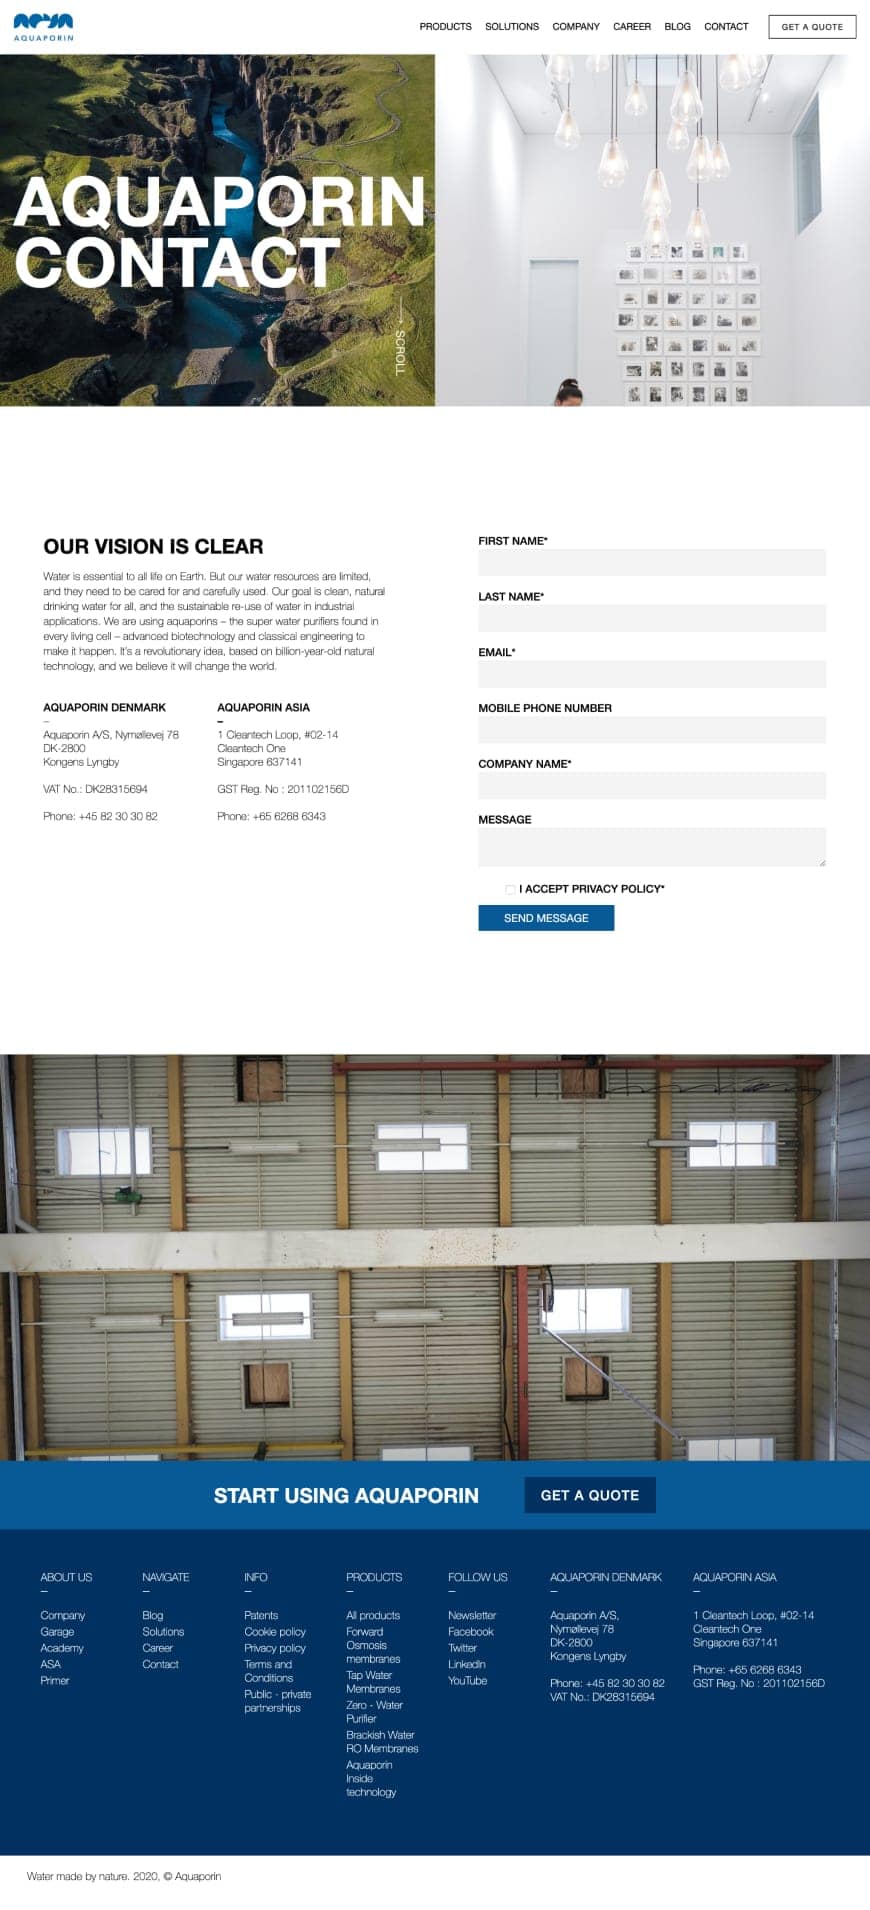 AQUAPORIN
PRODUCTS SOLUTIONS COMPANY CAREER BLOG CONTACT GET A QUOTE
AQUAPORIN
CONTACT
SCROLL
OUR VISION IS CLEAR
Water is essential to all life on Earth. But our water resources are limited,
and they need to be cared for and carefully used. Our goal is clean, natural
drinking water for all, and the sustainable re-use of water in industrial
applications. We are using aquaporins – the super water purifiers found in
every living cell – advanced biotechnology and classical engineering to
make it happen. It's a revolutionary idea, based on billion-year-old natural
technology, and we believe it will change the world.
AQUAPORIN DENMARK
–
Aquaporin A/S, Nymøllevej 78
DK-2800
Kongens Lyngby
VAT No.: DK28315694
Phone: +45 82 30 30 82
AQUAPORIN ASIA
–
1 Cleantech Loop, #02-14
Cleantech One
Singapore 637141
GST Reg. No : 201102156D
Phone: +65 6268 6343
FIRST NAME*
LAST NAME*
EMAIL*
MOBILE PHONE NUMBER
COMPANY NAME*
MESSAGE
I ACCEPT PRIVACY POLICY*
SEND MESSAGE
START USING AQUAPORIN
GET A QUOTE
ABOUT US
–
Company
Garage
Academy
ASA
Primer
NAVIGATE
–
Blog
Solutions
Career
Contact
INFO
–
Patents
Cookie policy
Privacy policy
Terms and
Conditions
Public - private
partnerships
PRODUCTS
–
All products
Forward
Osmosis
membranes
Tap Water
Membranes
Zero - Water
Purifier
Brackish Water
RO Membranes
Aquaporin
Inside
technology
FOLLOW US
–
Newsletter
Facebook
Twitter
LinkedIn
YouTube
AQUAPORIN DENMARK
–
Aquaporin A/S,
Nymøllevej 78
DK-2800
Kongens Lyngby
Phone: +45 82 30 30 82
VAT No.: DK28315694
AQUAPORIN ASIA
–
1 Cleantech Loop, #02-14
Cleantech One
Singapore 637141
Phone: +65 6268 6343
GST Reg. No : 201102156D
Water made by nature. 2020, © Aquaporin